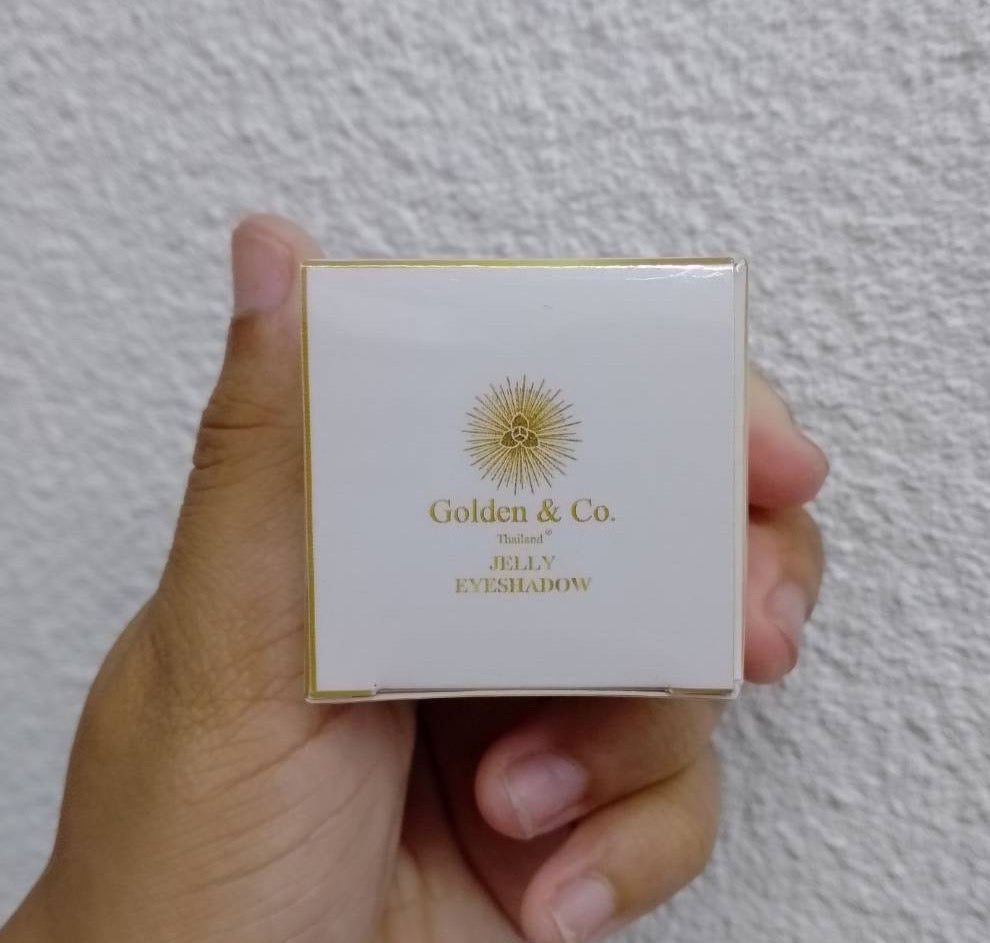 Golden & Co.
Thailand®
JELLY
EYESHADOW